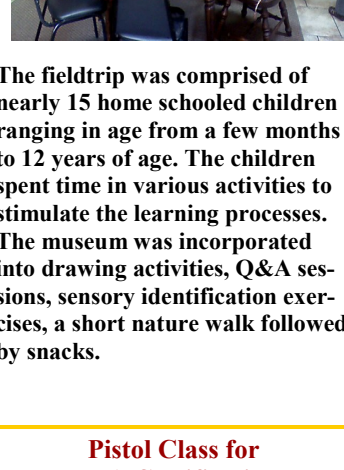 The fieldtrip was comprised of
nearly 15 home schooled children
ranging in age from a few months
to 12 years of age. The children
spent time in various activities to
stimulate the learning processes.
The museum was incorporated
into drawing activities, Q&A ses-
sions, sensory identification exer-
cises, a short nature walk followed
by snacks.
Pistol Class for